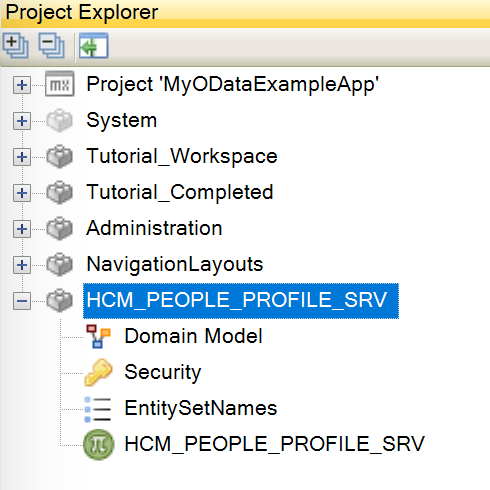 Project Explorer
mx Project 'MyODataExampleApp'
System
Tutorial_Workspace
Tutorial_Completed
Administration
NavigationLayouts
HCM_PEOPLE_PROFILE_SRV
Domain Model
Security
EntitySetNames
π HCM_PEOPLE_PROFILE_SRV